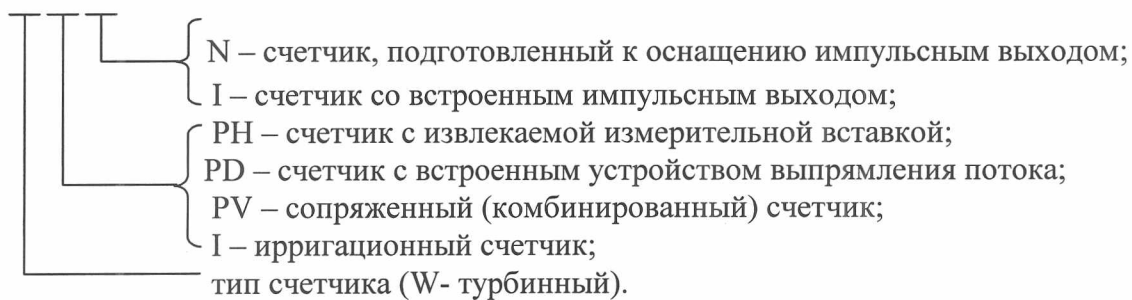 N – счетчик, подготовленный к оснащению импульсным выходом;
I – счетчик со встроенным импульсным выходом;
PH – счетчик с извлекаемой измерительной вставкой;
PD – счетчик с встроенным устройством выпрямления потока;
PV – сопряженный (комбинированный) счетчик;
I – ирригационный счетчик;
тип счетчика (W- турбинный).